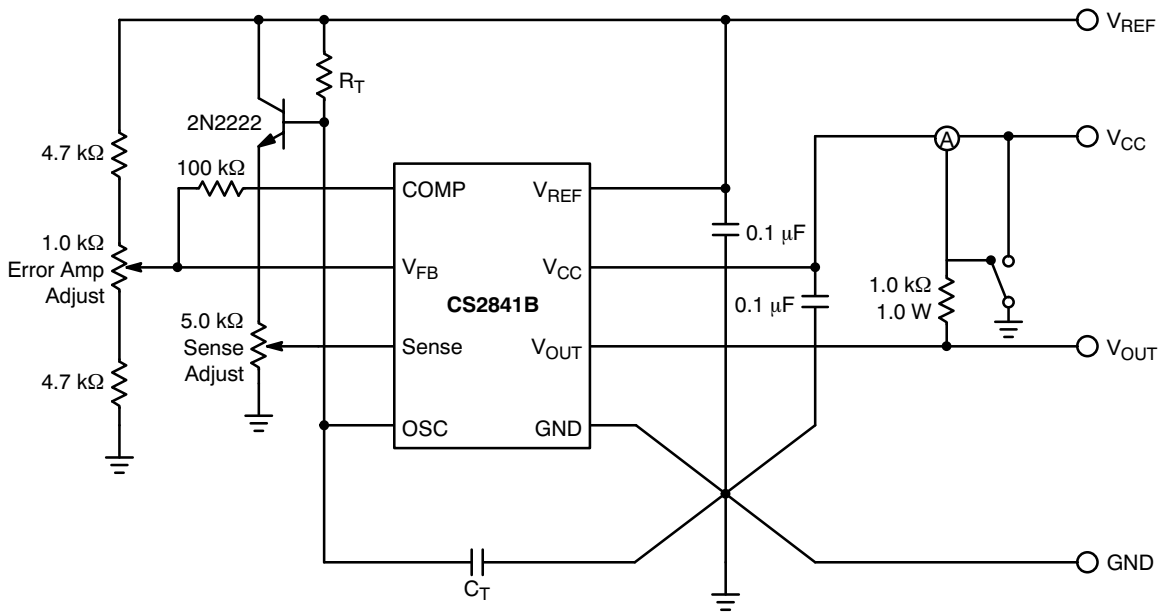 V_REF
R_T
2N2222
A
V_CC
4.7 kΩ
100 kΩ
COMP
V_REF
0.1 μF
1.0 kΩ
Error Amp
Adjust
V_FB
V_CC
CS2841B
0.1 μF
1.0 kΩ
1.0 W
5.0 kΩ
Sense
Adjust
Sense
V_OUT
V_OUT
4.7 kΩ
OSC
GND
C_T
GND